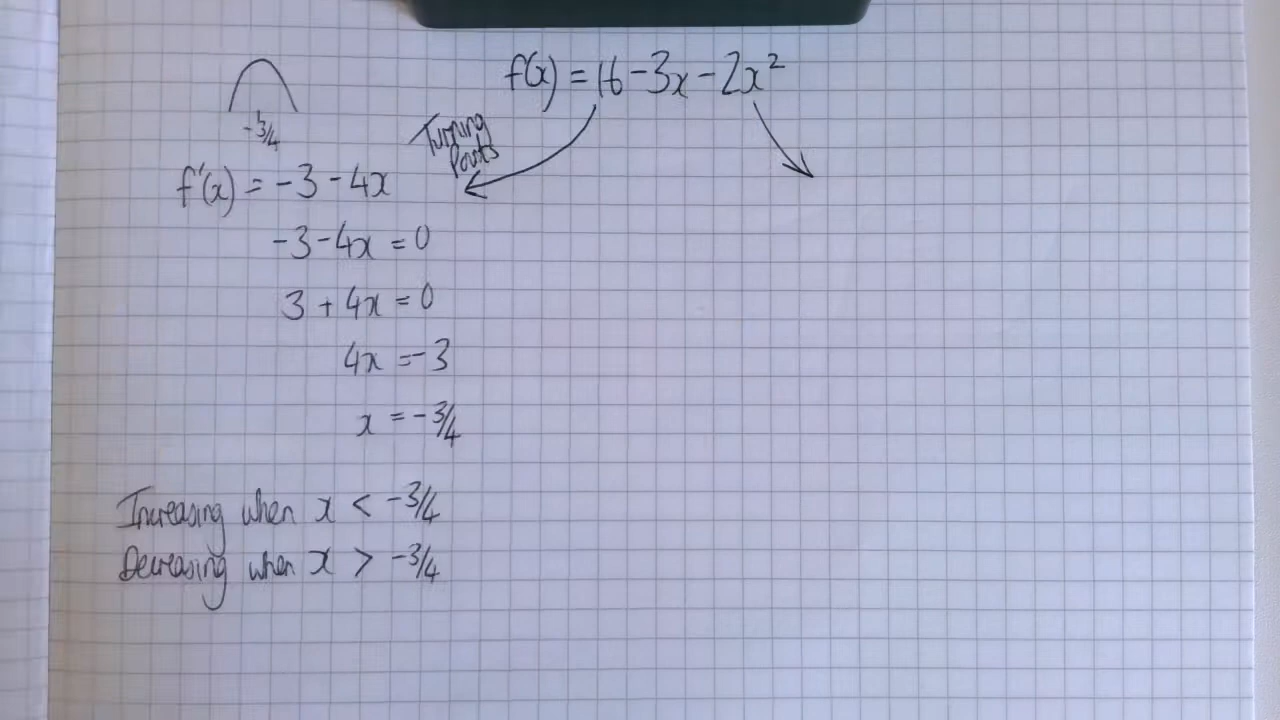 f(x) = 16 - 3x - 2x²
-3/4
Turning
Points
f'(x) = -3 - 4x
-3 - 4x = 0
3 + 4x = 0
4x = -3
x = -3/4
Increasing when x < -3/4
Decreasing when x > -3/4